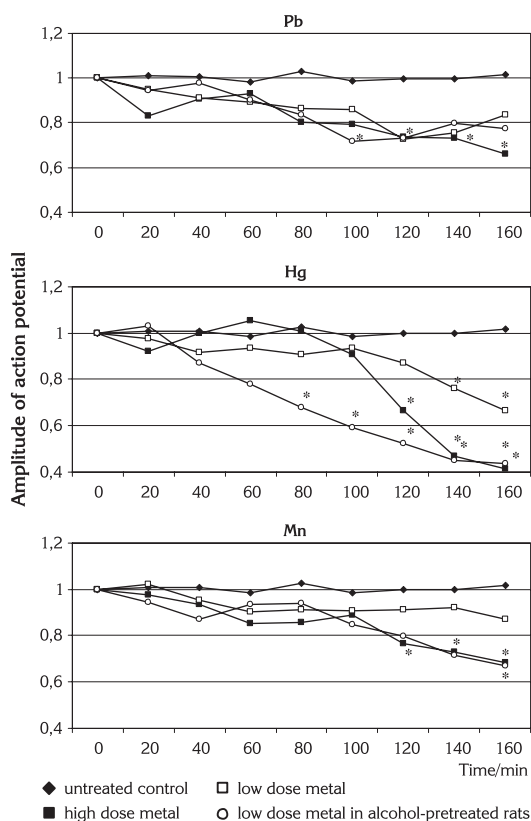 Pb
1,2
1
0,8
0,6
0,4
0 20 40 60 80 100 120 140 160
* * * *
Hg
1,2
1
0,8
0,6
0,4
0 20 40 60 80 100 120 140 160
* * * * * * * * * *
Mn
1,2
1
0,8
0,6
0,4
0 20 40 60 80 100 120 140 160
* * * *
Amplitude of action potential
Time/min
untreated control low dose metal
high dose metal low dose metal in alcohol-pretreated rats